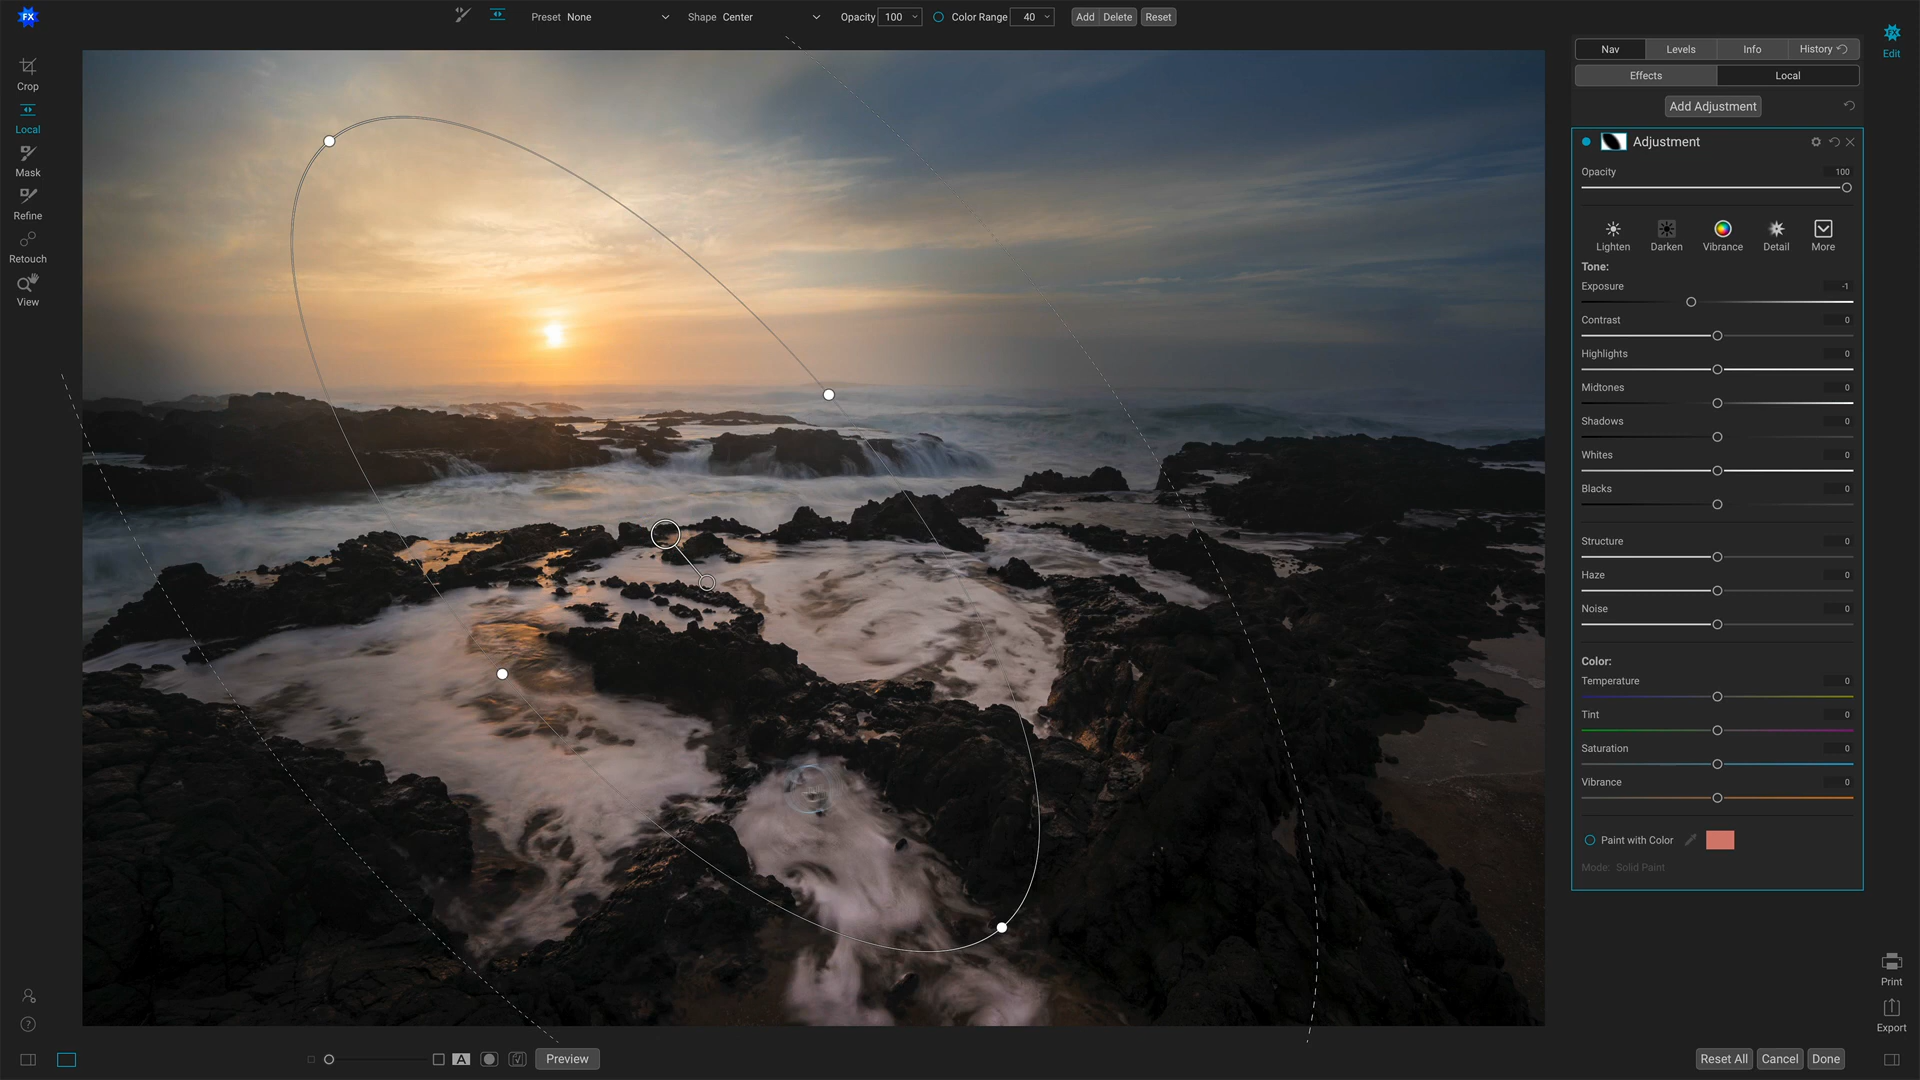 FX
Preset None
Shape Center
Opacity 100
Color Range 40
Add Delete
Reset
Nav Levels Info History
Edit
Effects Local
Crop
Local
Mask
Refine
Retouch
View
Add Adjustment
Adjustment
Opacity 100
Lighten Darken Vibrance Detail More
Tone:
Exposure -1
Contrast 0
Highlights 0
Midtones 0
Shadows 0
Whites 0
Blacks 0
Structure 0
Haze 0
Noise 0
Color:
Temperature 0
Tint 0
Saturation 0
Vibrance 0
Paint with Color
Mode: Solid Paint
Print
Export
?
A
Preview
Reset All Cancel Done